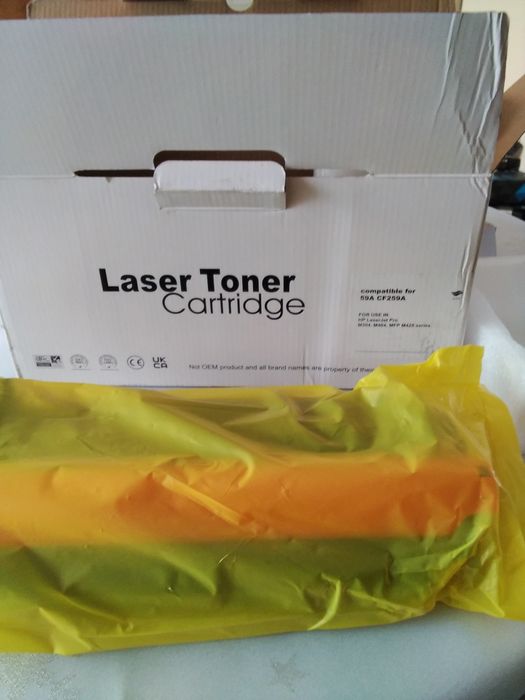 Laser Toner
Cartridge
compatible for
59A CF259A
FOR USE IN:
HP LaserJet Pro
M304, M404, MFP M428 series
CE
UK
CA
Not OEM product and all brand names are property of their